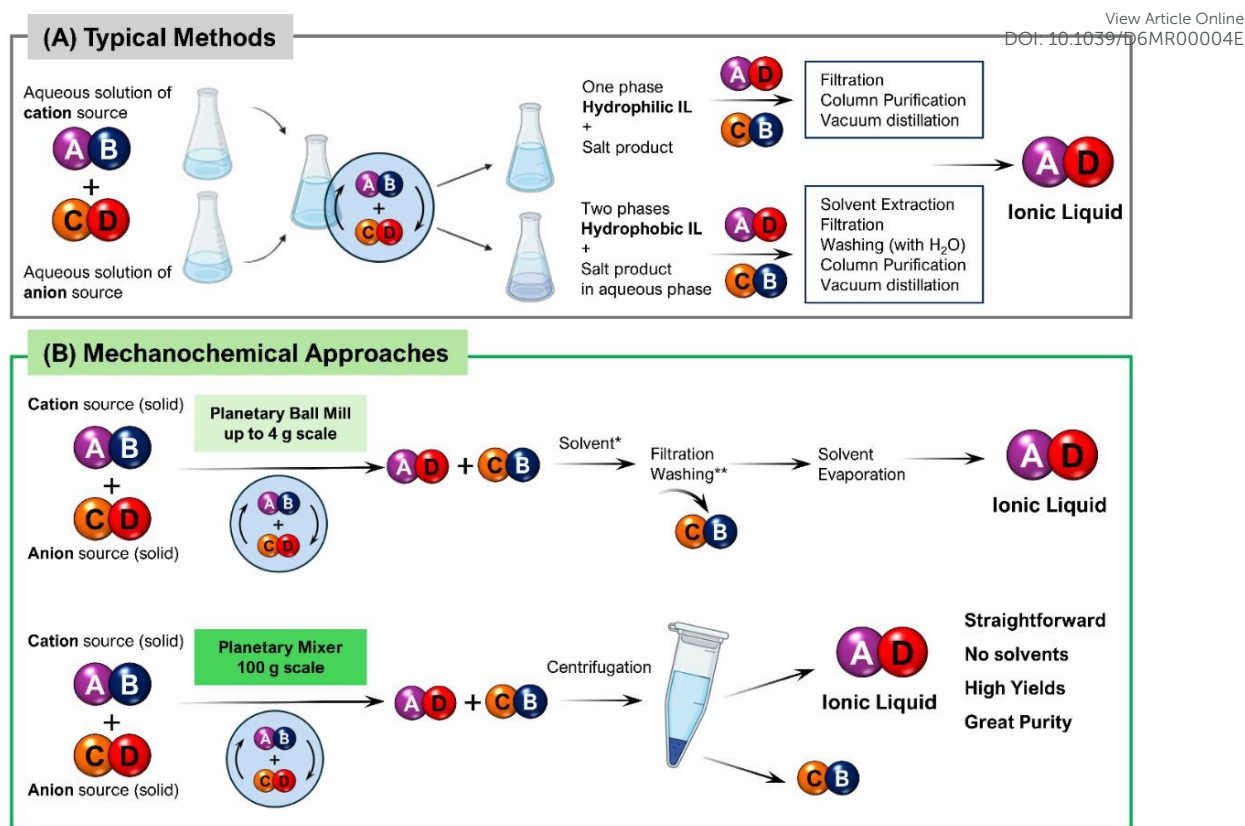 View Article Online
DOI: 10.1039/D6MR00004E
(A) Typical Methods
Aqueous solution of
cation source
A B
+
C D
Aqueous solution of
anion source
A B
+
C D
One phase
Hydrophilic IL
+
Salt product
A D
C B
Filtration
Column Purification
Vacuum distillation
Two phases
Hydrophobic IL
+
Salt product
in aqueous phase
A D
C B
Solvent Extraction
Filtration
Washing (with H₂O)
Column Purification
Vacuum distillation
A D
Ionic Liquid
(B) Mechanochemical Approaches
Cation source (solid)
A B
+
C D
Anion source (solid)
Planetary Ball Mill
up to 4 g scale
A B
+
C D
A D + C B
Solvent*
Filtration
Washing**
C B
Solvent
Evaporation
A D
Ionic Liquid
Cation source (solid)
A B
+
C D
Anion source (solid)
Planetary Mixer
100 g scale
A B
+
C D
A D + C B
Centrifugation
A D
Ionic Liquid
C B
Straightforward
No solvents
High Yields
Great Purity